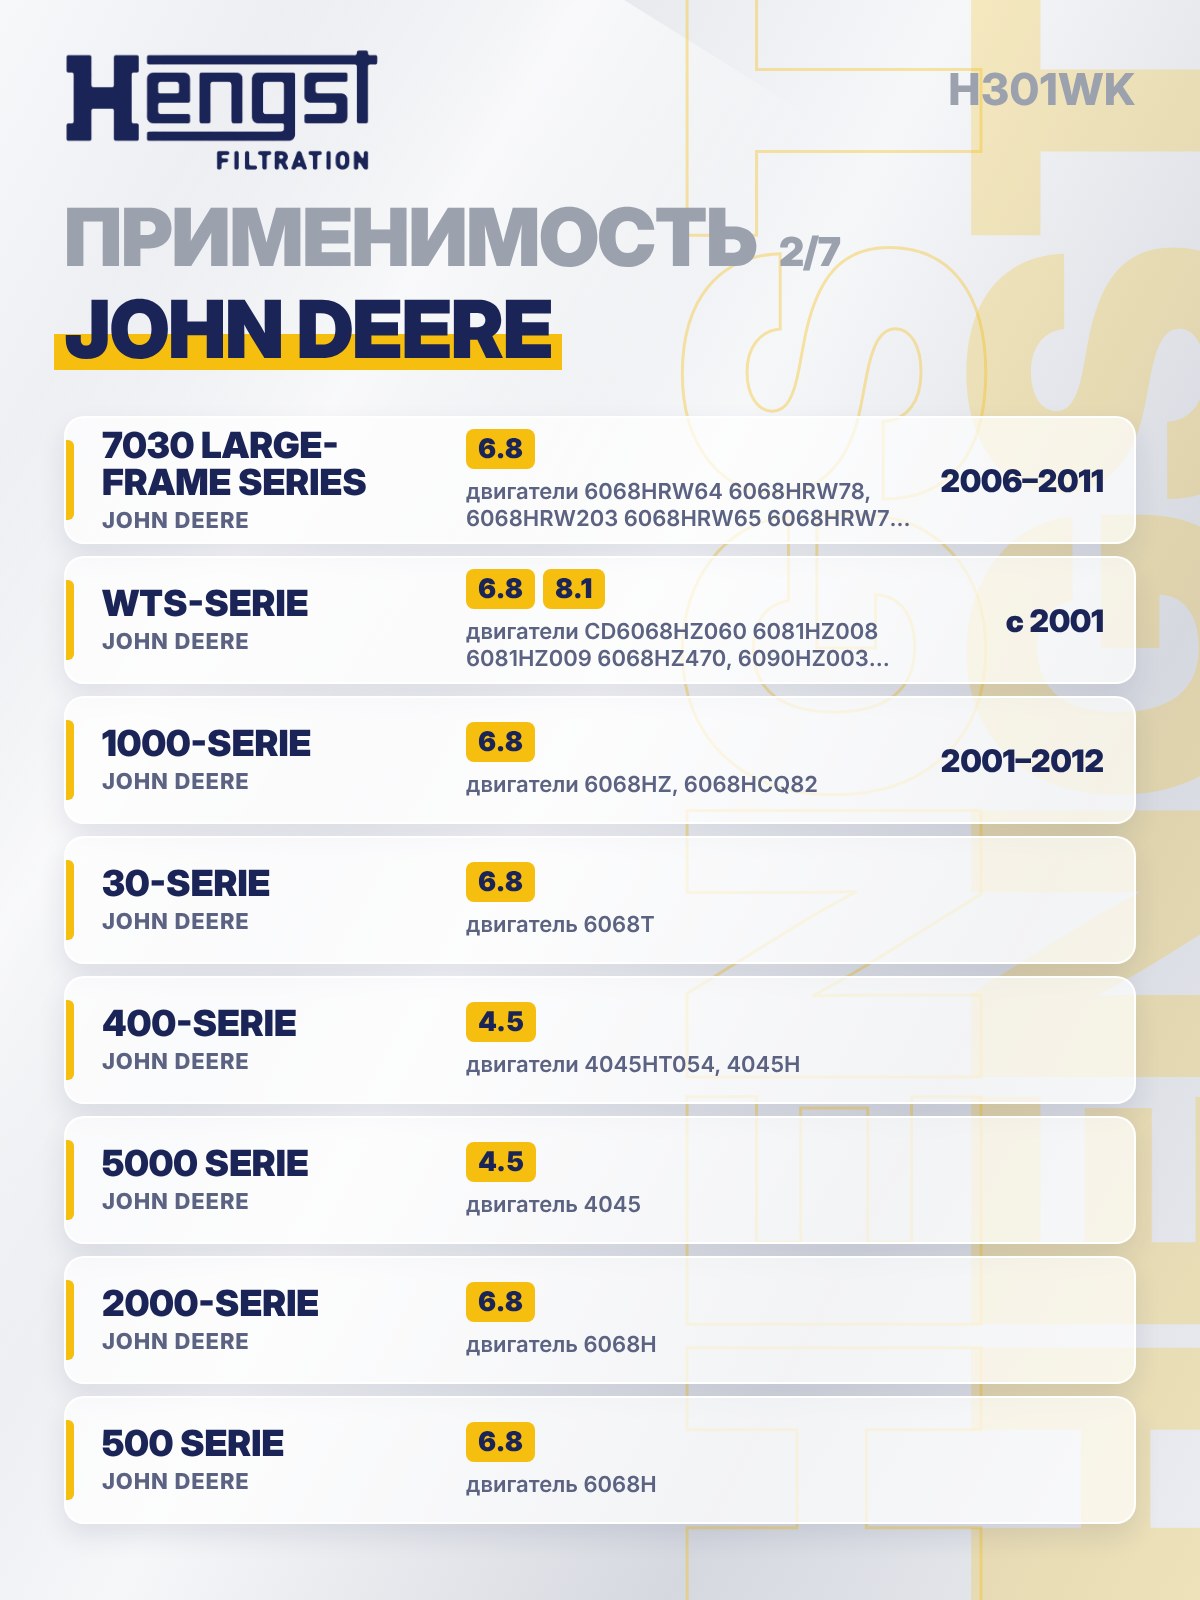 Hengst
FILTRATION
H301WK
ПРИМЕНИМОСТЬ 2/7
JOHN DEERE
7030 LARGE-
FRAME SERIES
JOHN DEERE
6.8
двигатели 6068HRW64 6068HRW78,
6068HRW203 6068HRW65 6068HRW7...
2006–2011
WTS-SERIE
JOHN DEERE
6.8 8.1
двигатели CD6068HZ060 6081HZ008
6081HZ009 6068HZ470, 6090HZ003...
с 2001
1000-SERIE
JOHN DEERE
6.8
двигатели 6068HZ, 6068HCQ82
2001–2012
30-SERIE
JOHN DEERE
6.8
двигатель 6068T
400-SERIE
JOHN DEERE
4.5
двигатели 4045HT054, 4045H
5000 SERIE
JOHN DEERE
4.5
двигатель 4045
2000-SERIE
JOHN DEERE
6.8
двигатель 6068H
500 SERIE
JOHN DEERE
6.8
двигатель 6068H
HENGST
HENGST